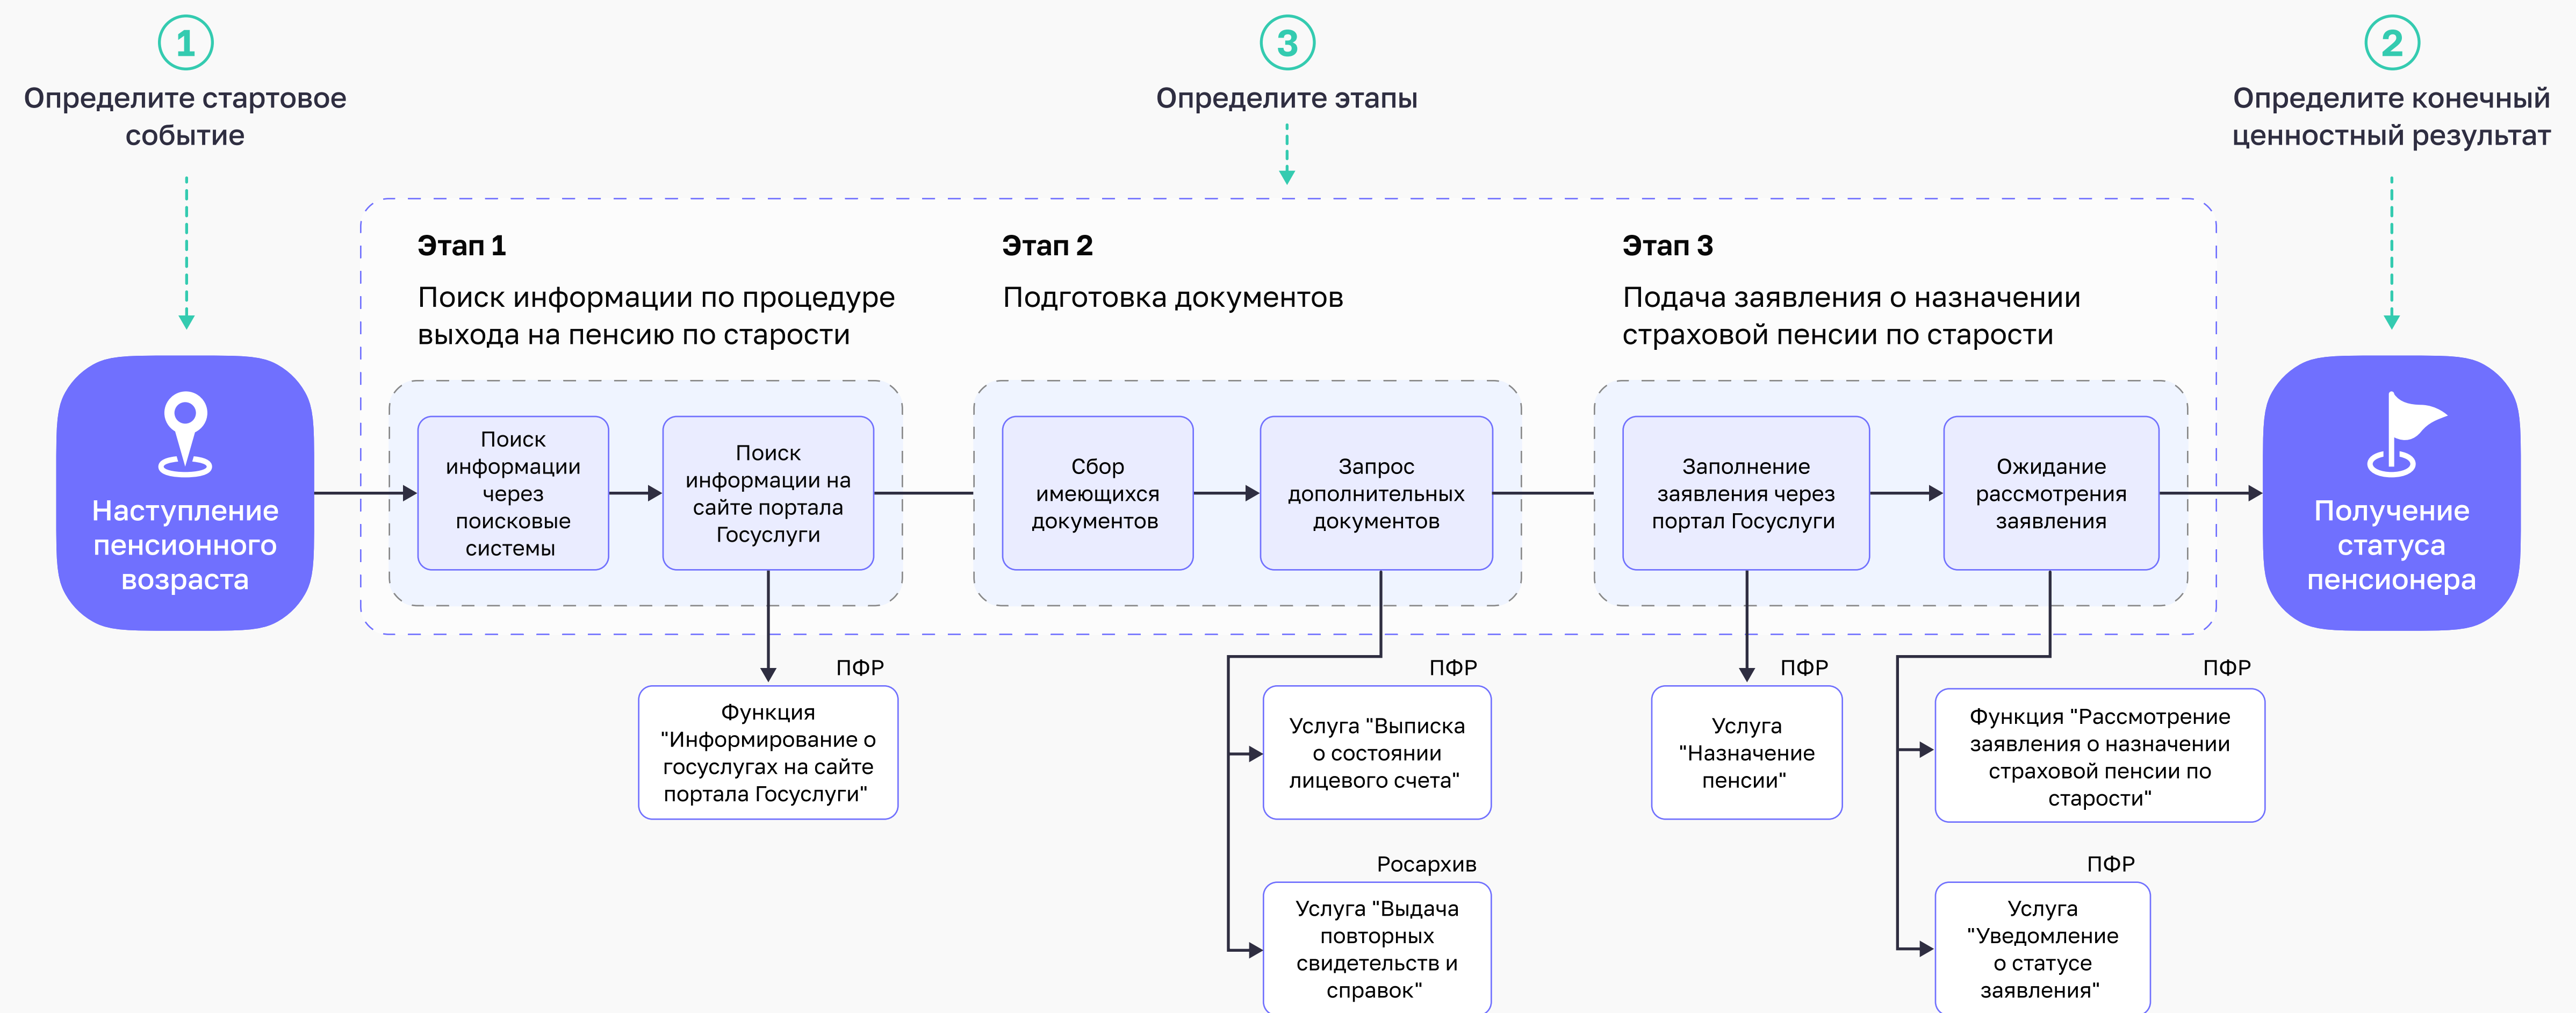 1
Определите стартовое
событие
3
Определите этапы
2
Определите конечный
ценностный результат
Этап 1
Поиск информации по процедуре
выхода на пенсию по старости
Этап 2
Подготовка документов
Этап 3
Подача заявления о назначении
страховой пенсии по старости
Наступление
пенсионного
возраста
Поиск
информации
через
поисковые
системы
Поиск
информации на
сайте портала
Госуслуги
Сбор
имеющихся
документов
Запрос
дополнительных
документов
Заполнение
заявления через
портал Госуслуги
Ожидание
рассмотрения
заявления
Получение
статуса
пенсионера
ПФР
Функция
"Информирование о
госуслугах на сайте
портала Госуслуги"
ПФР
Услуга "Выписка
о состоянии
лицевого счета"
Росархив
Услуга "Выдача
повторных
свидетельств и
справок"
ПФР
Услуга
"Назначение
пенсии"
ПФР
Функция "Рассмотрение
заявления о назначении
страховой пенсии по
старости"
ПФР
Услуга
"Уведомление
о статусе
заявления"